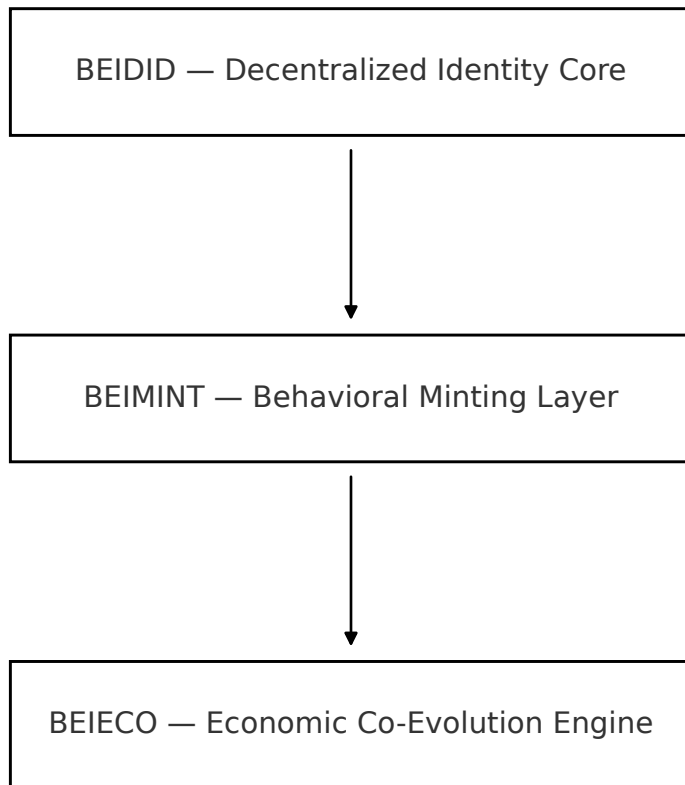 BEIDID — Decentralized Identity Core
BEIMINT — Behavioral Minting Layer
BEIECO — Economic Co-Evolution Engine